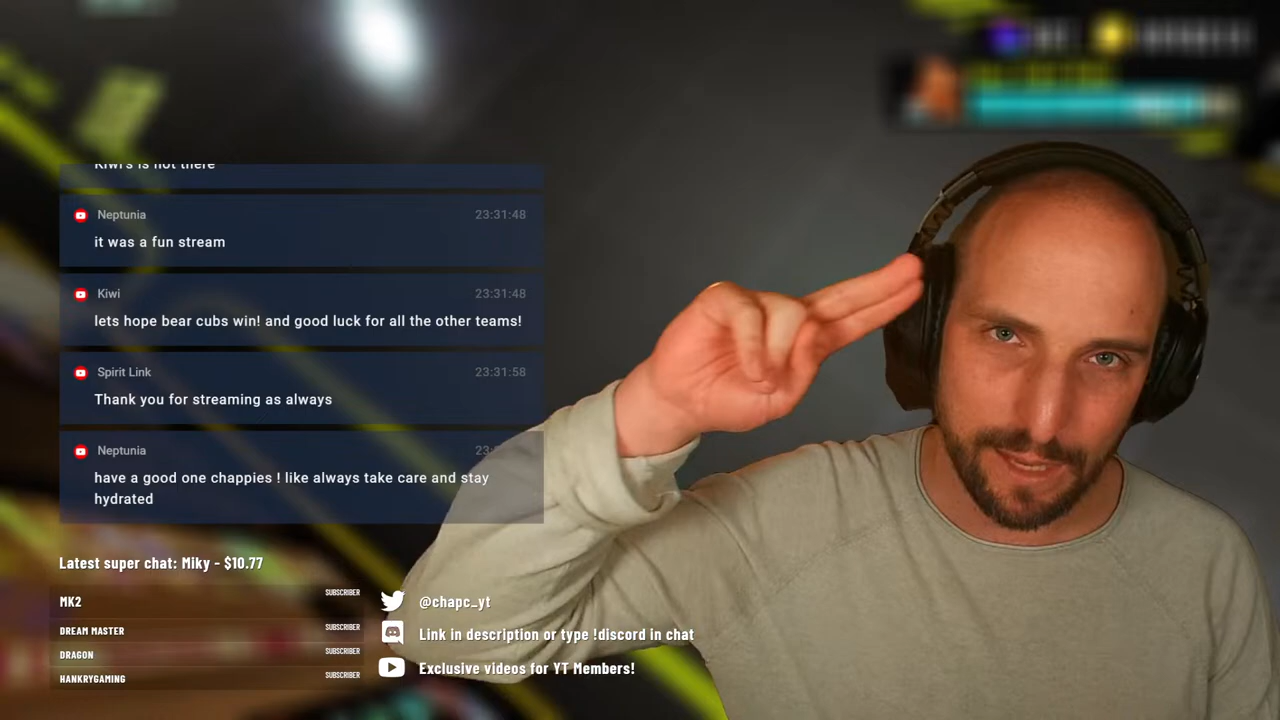 Kiwi's is not there
Neptunia 23:31:48
it was a fun stream
Kiwi 23:31:48
lets hope bear cubs win! and good luck for all the other teams!
Spirit Link 23:31:58
Thank you for streaming as always
Neptunia
have a good one chappies ! like always take care and stay
hydrated
Latest super chat: Miky - $10.77
MK2 SUBSCRIBER
DREAM MASTER SUBSCRIBER
DRAGON SUBSCRIBER
HANKRYGAMING SUBSCRIBER
@chapc_yt
Link in description or type !discord in chat
Exclusive videos for YT Members!